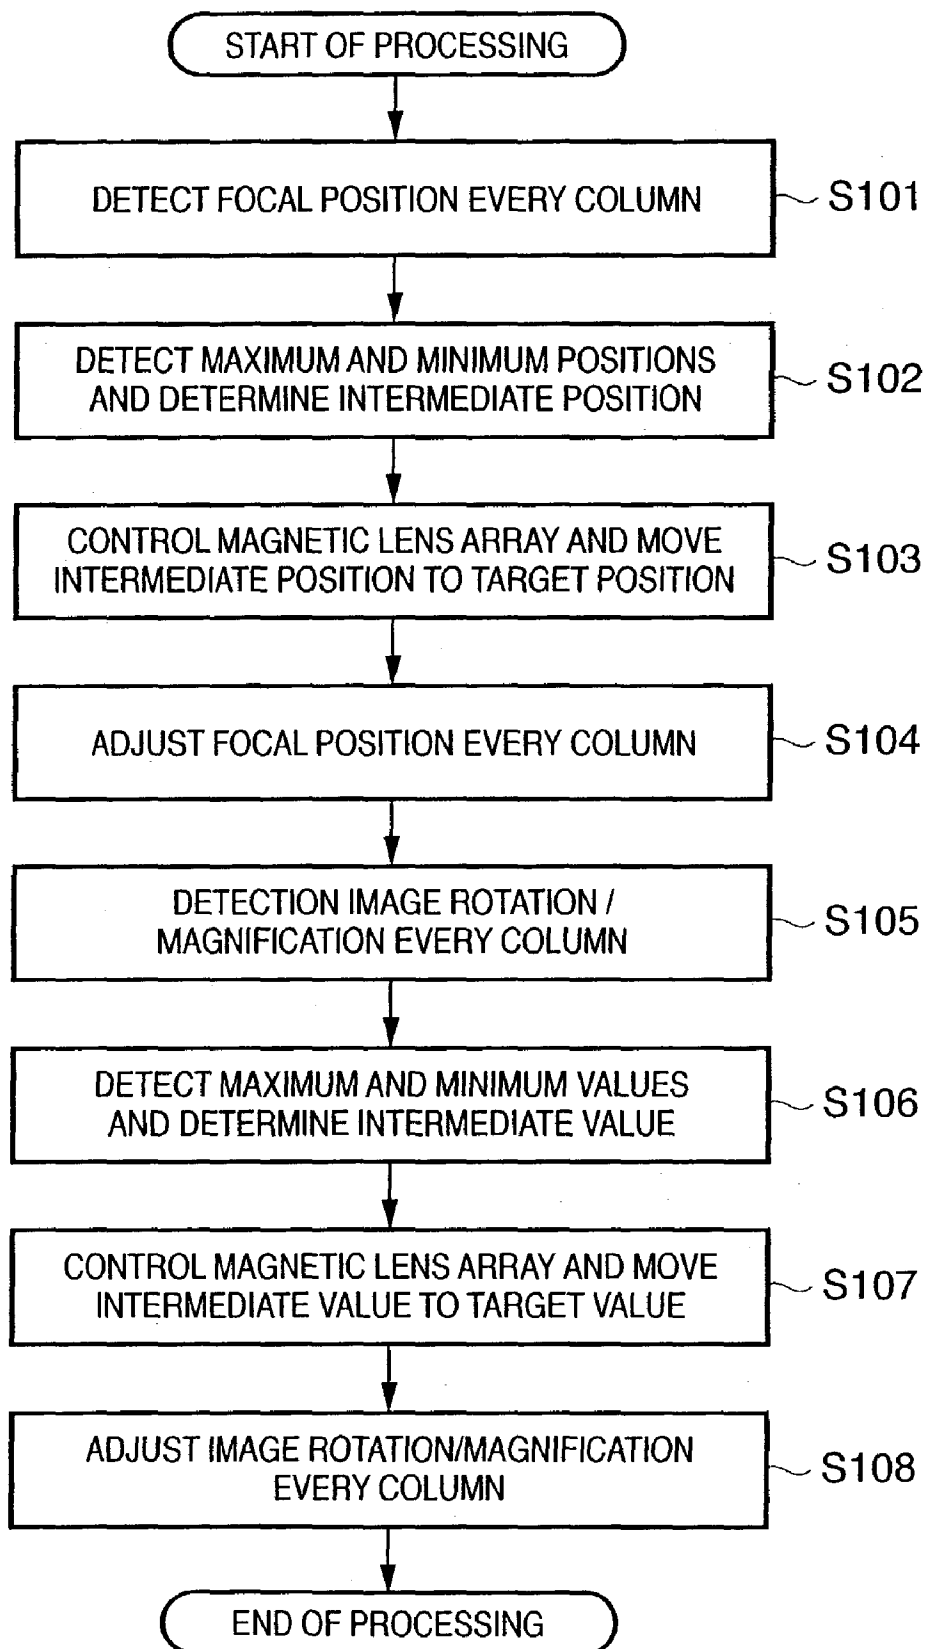 START OF PROCESSING
DETECT FOCAL POSITION EVERY COLUMN
S101
DETECT MAXIMUM AND MINIMUM POSITIONS
AND DETERMINE INTERMEDIATE POSITION
S102
CONTROL MAGNETIC LENS ARRAY AND MOVE
INTERMEDIATE POSITION TO TARGET POSITION
S103
ADJUST FOCAL POSITION EVERY COLUMN
S104
DETECTION IMAGE ROTATION /
MAGNIFICATION EVERY COLUMN
S105
DETECT MAXIMUM AND MINIMUM VALUES
AND DETERMINE INTERMEDIATE VALUE
S106
CONTROL MAGNETIC LENS ARRAY AND MOVE
INTERMEDIATE VALUE TO TARGET VALUE
S107
ADJUST IMAGE ROTATION/MAGNIFICATION
EVERY COLUMN
S108
END OF PROCESSING